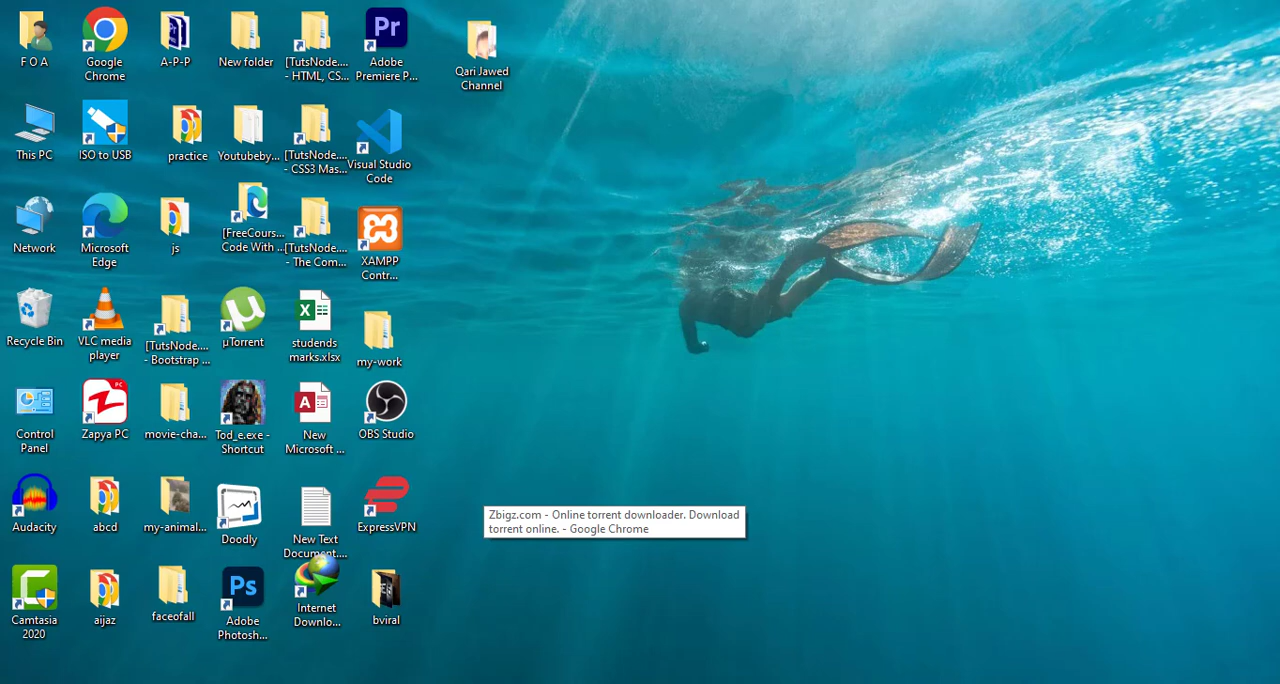 F O A
Google
Chrome
A-P-P
New folder
[TutsNode....
- HTML, CS...
Pr
Adobe
Premiere P...
Qari Jawed
Channel
This PC
ISO to USB
practice
Youtubeby...
[TutsNode....
- CSS3 Mas...
Visual Studio
Code
Network
Microsoft
Edge
js
[FreeCours...
Code With ...
[TutsNode....
- The Com...
XAMPP
Contr...
Recycle Bin
VLC media
player
[TutsNode....
- Bootstrap ...
µTorrent
studends
marks.xlsx
my-work
PC
Control
Panel
Zapya PC
movie-cha...
Tod_e.exe -
Shortcut
New
Microsoft ...
OBS Studio
Audacity
abcd
my-animal...
Doodly
New Text
Document....
ExpressVPN
Zbigz.com - Online torrent downloader. Download
torrent online. - Google Chrome
Camtasia
2020
aijaz
faceofall
Ps
Adobe
Photosh...
Internet
Downlo...
bviral